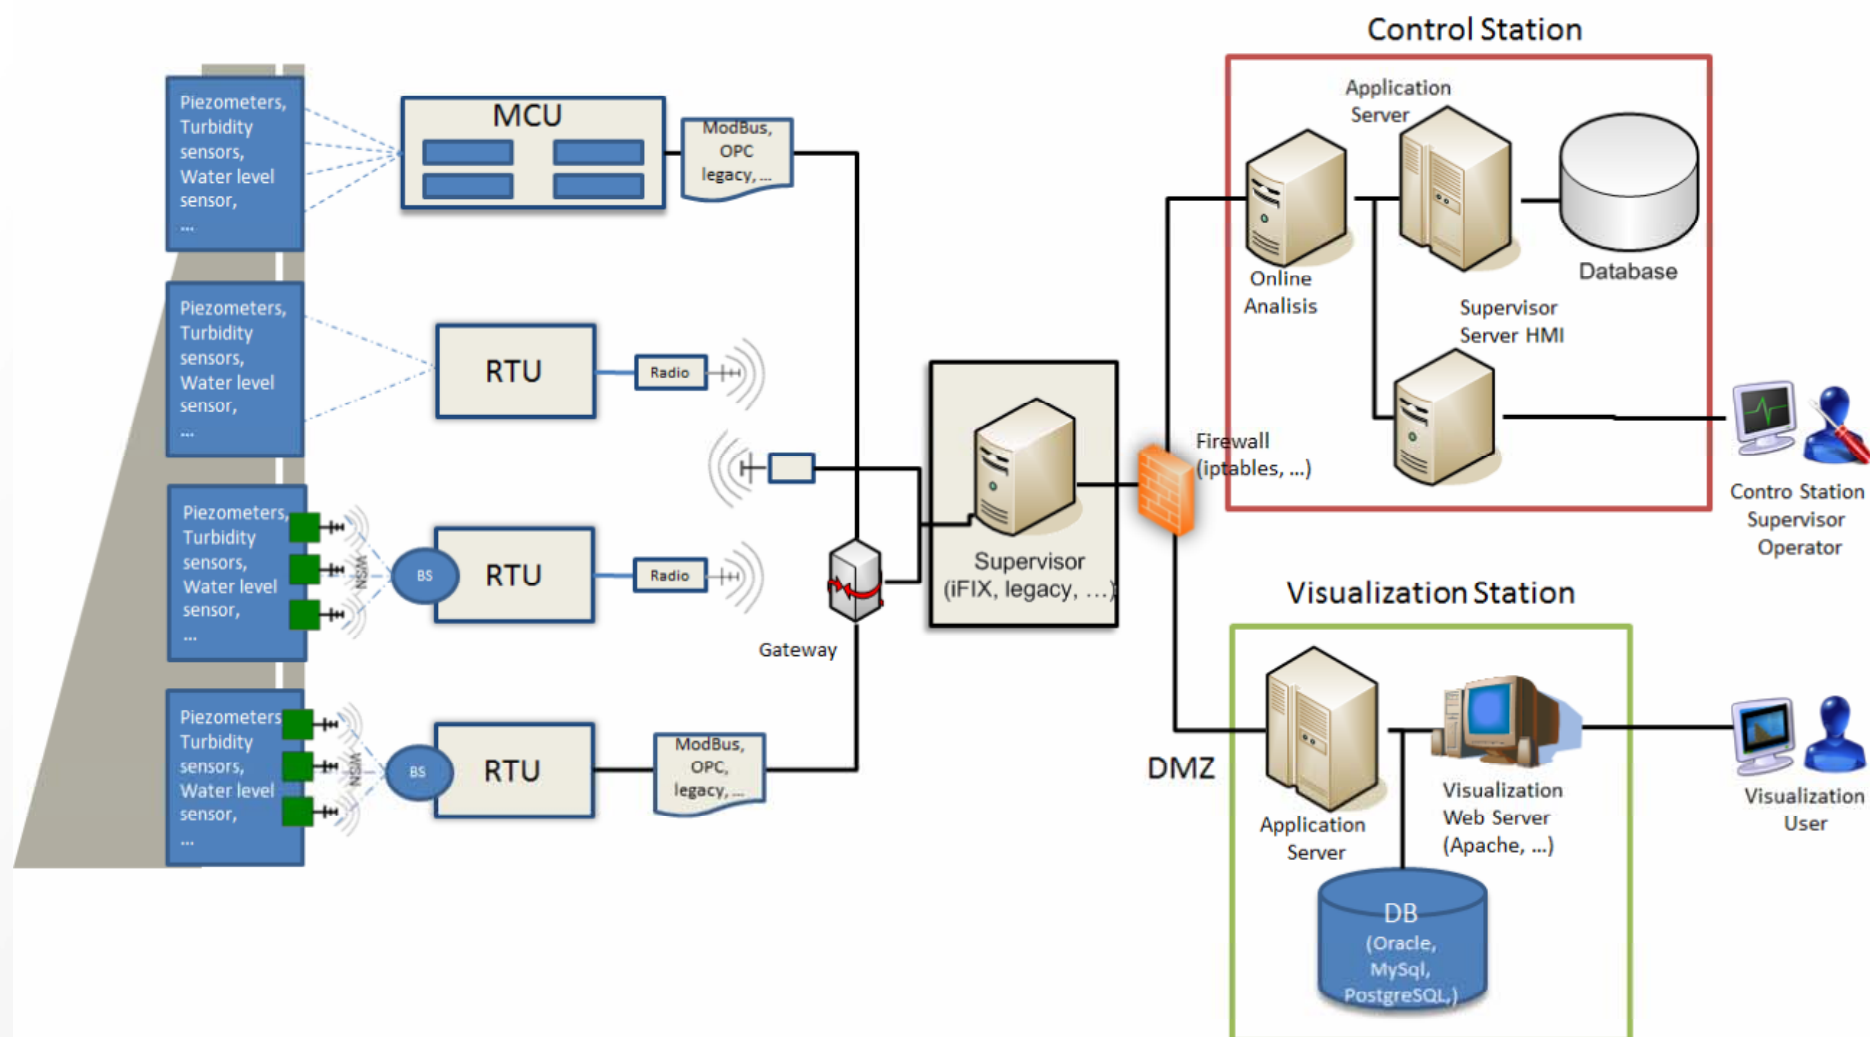 Control Station
Piezometers,
Turbidity
sensors,
Water level
sensor,
...
MCU
ModBus,
OPC
legacy, ...
Application
Server
Online
Analisis
Database
Supervisor
Server HMI
Piezometers,
Turbidity
sensors,
Water level
sensor,
...
RTU
Radio
Firewall
(iptables, ...)
Contro Station
Supervisor
Operator
Piezometers,
Turbidity
sensors,
Water level
sensor,
...
WSN
BS
RTU
Radio
Gateway
Supervisor
(iFIX, legacy, ...)
Visualization Station
Piezometers
Turbidity
sensors,
Water level
sensor,
...
WSN
BS
RTU
ModBus,
OPC,
legacy, ...
DMZ
Application
Server
Visualization
Web Server
(Apache, ...)
Visualization
User
DB
(Oracle,
MySql,
PostgreSQL,)